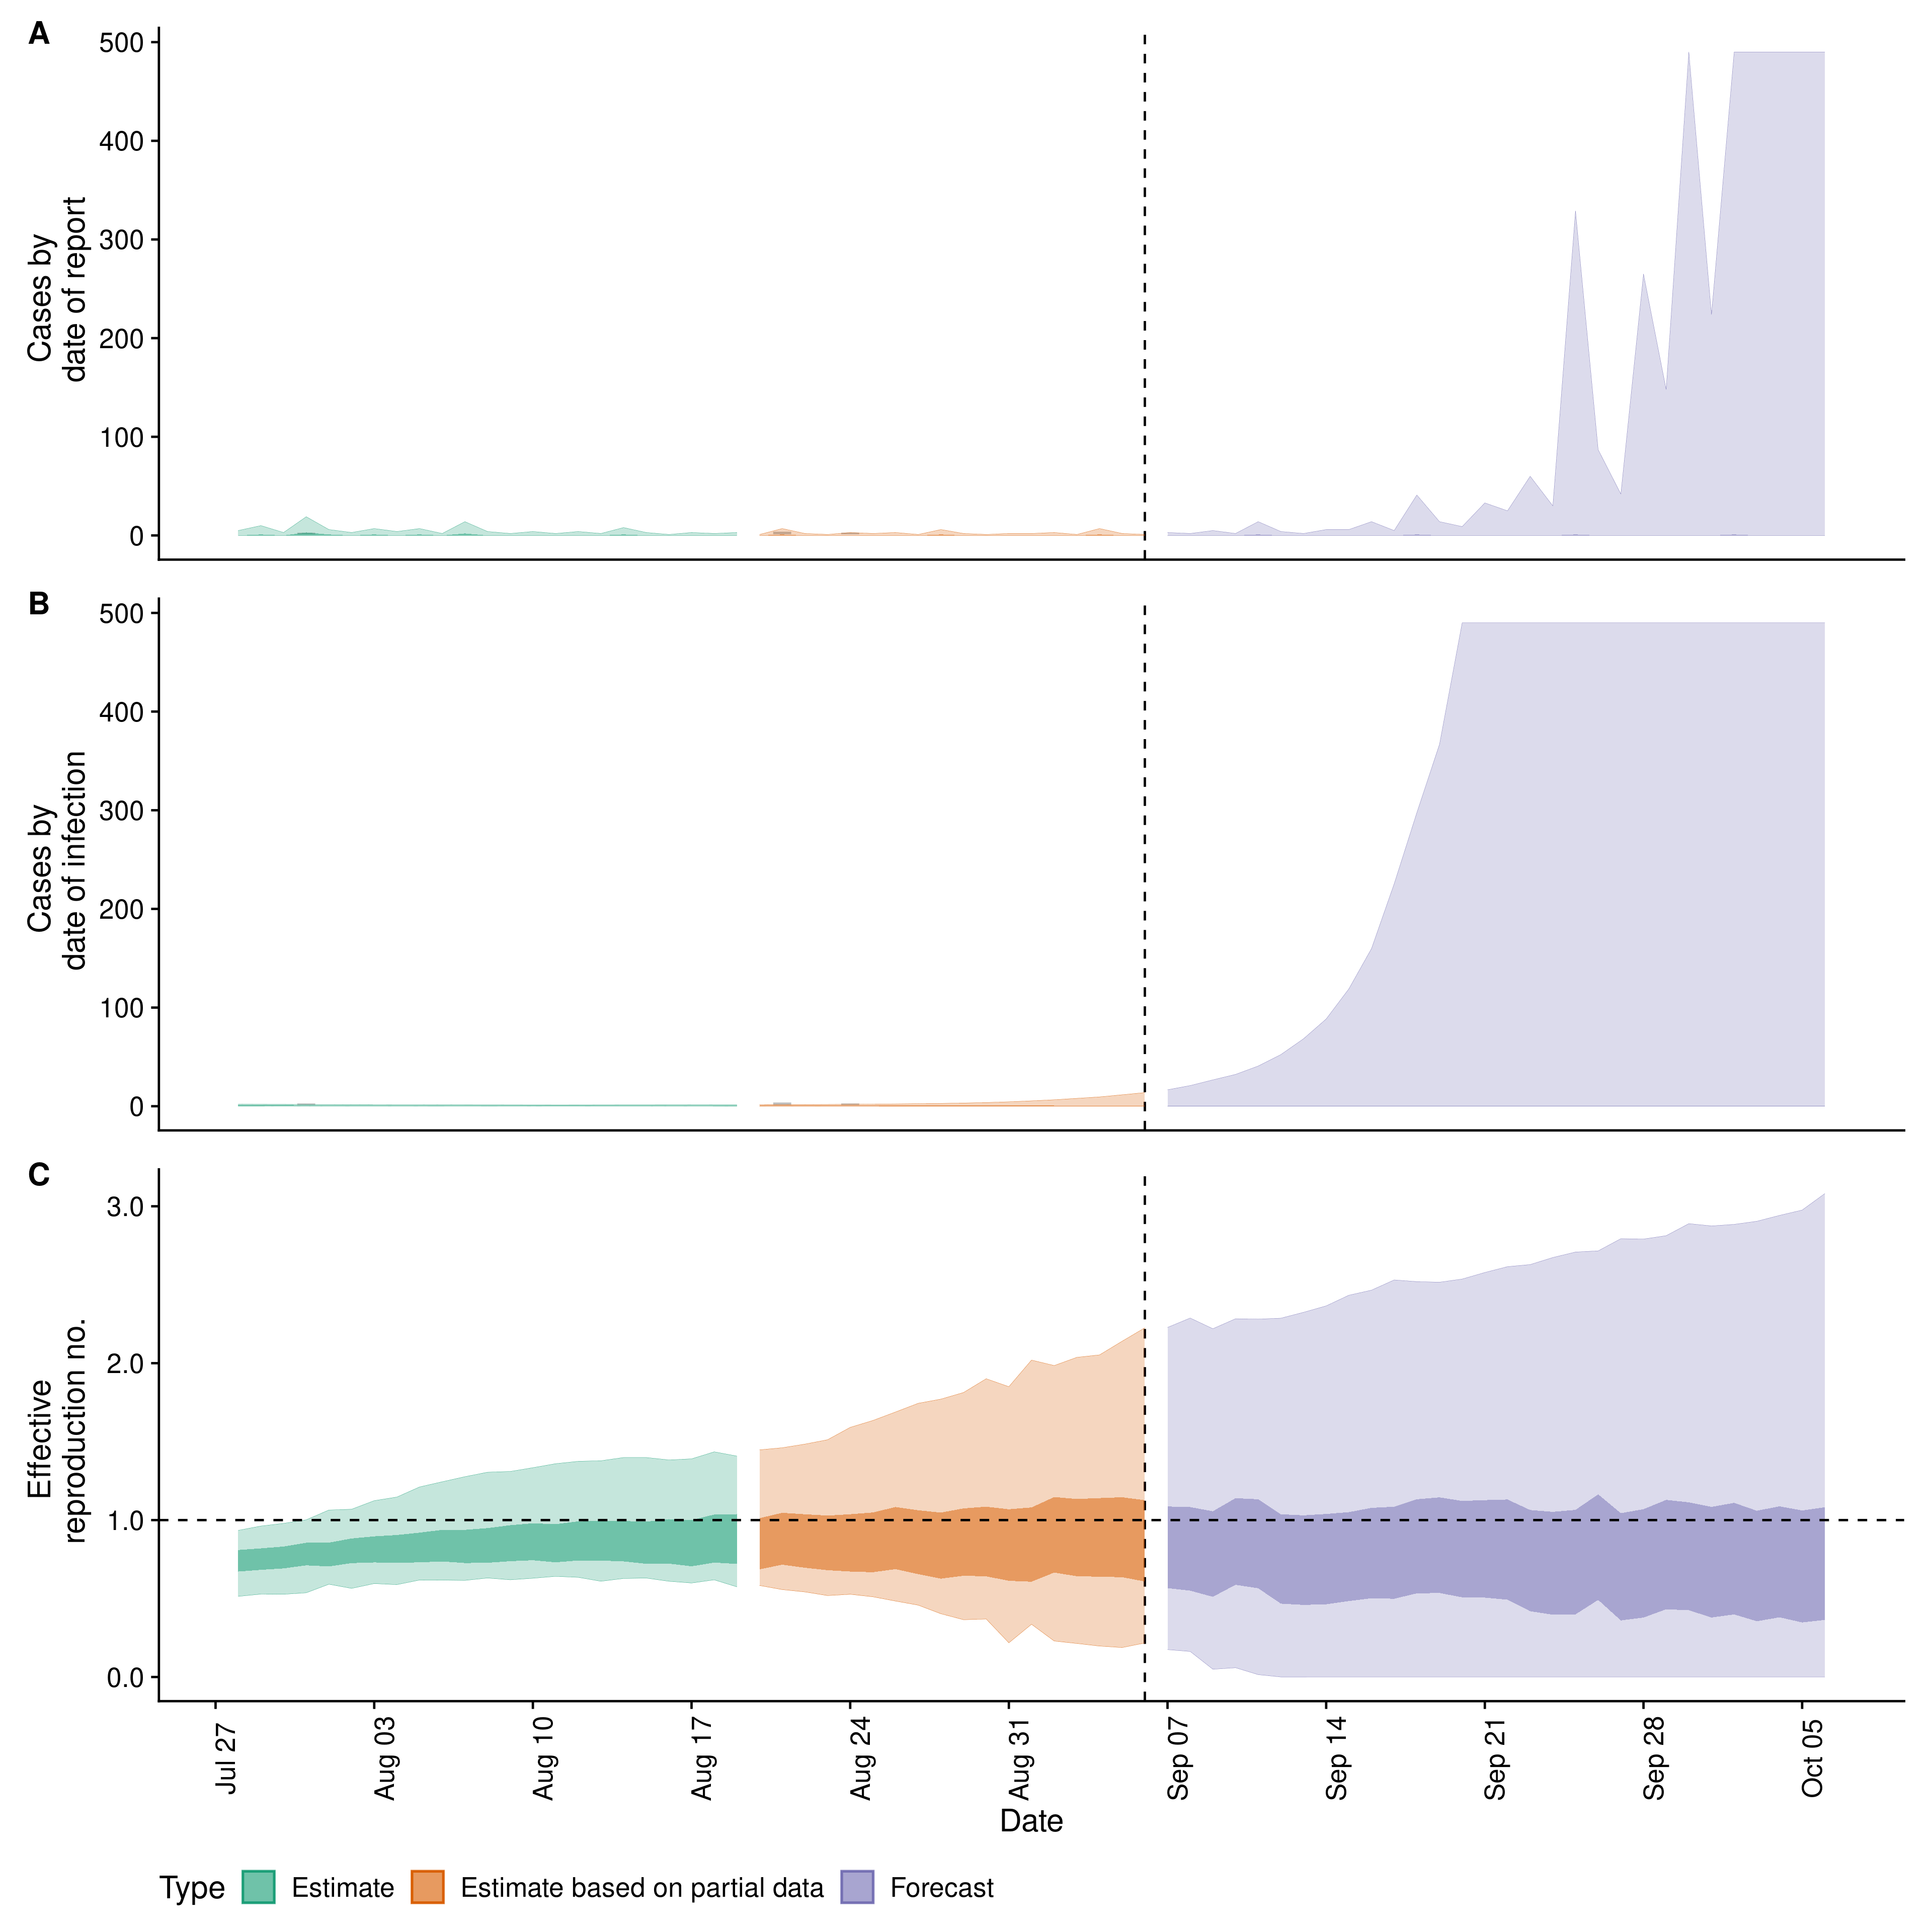 A
500
400
300
200
100
0
Cases by
date of report
B
500
400
300
200
100
0
Cases by
date of infection
C
3.0
2.0
1.0
0.0
Effective
reproduction no.
Jul 27
Aug 03
Aug 10
Aug 17
Aug 24
Aug 31
Sep 07
Sep 14
Sep 21
Sep 28
Oct 05
Date
Type Estimate Estimate based on partial data Forecast